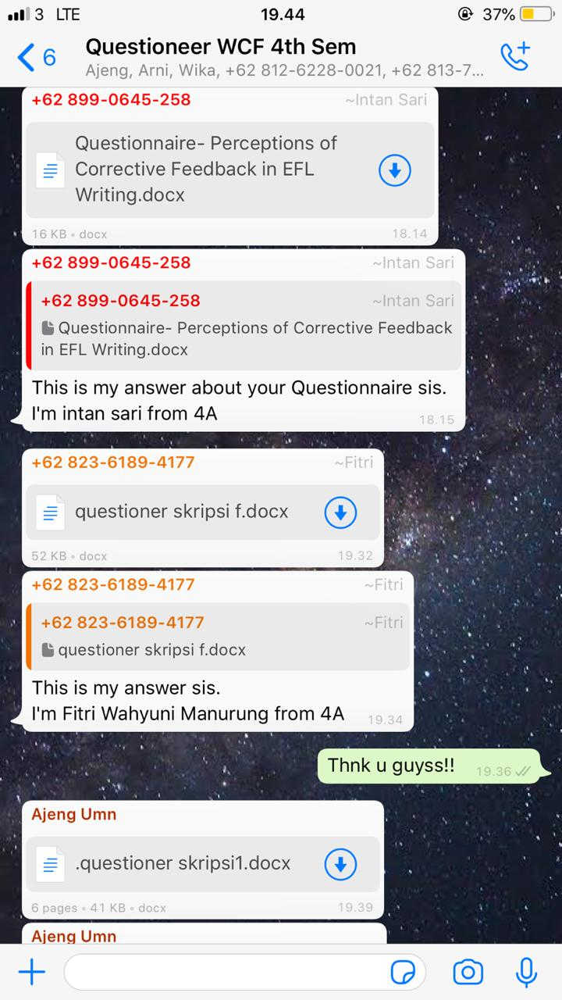 3 LTE 19.44 37%
6 Questioneer WCF 4th Sem
Ajeng, Arni, Wika, +62 812-6228-0021, +62 813-7...
+62 899-0645-258 ~Intan Sari
Questionnaire- Perceptions of
Corrective Feedback in EFL
Writing.docx
16 KB • docx 18.14
+62 899-0645-258 ~Intan Sari
+62 899-0645-258 ~Intan Sari
Questionnaire- Perceptions of Corrective Feedback
in EFL Writing.docx
This is my answer about your Questionnaire sis.
I'm intan sari from 4A 18.15
+62 823-6189-4177 ~Fitri
questioner skripsi f.docx
52 KB • docx 19.32
+62 823-6189-4177 ~Fitri
+62 823-6189-4177 ~Fitri
questioner skripsi f.docx
This is my answer sis.
I'm Fitri Wahyuni Manurung from 4A 19.34
Thnk u guyss!! 19.36
Ajeng Umn
.questioner skripsi1.docx
6 pages • 41 KB • docx 19.39
Ajeng Umn